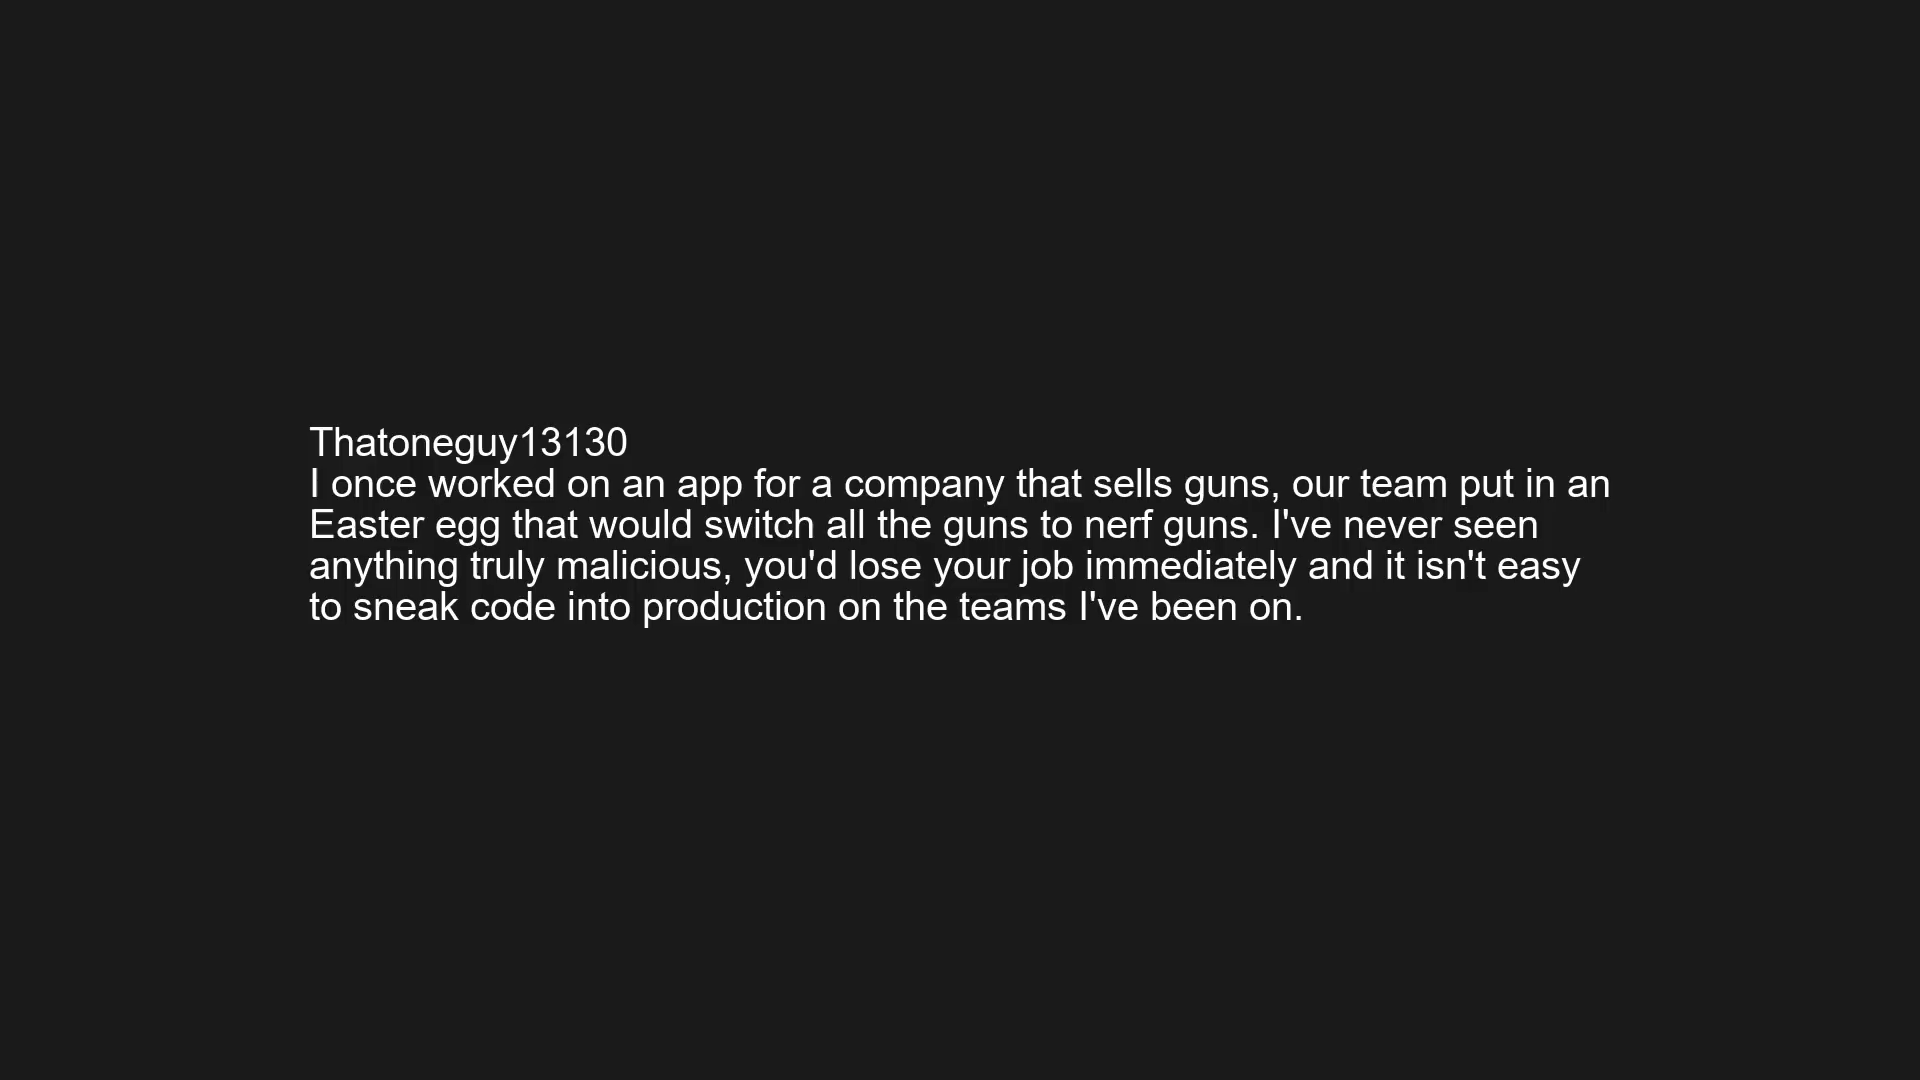 Thatoneguy13130
I once worked on an app for a company that sells guns, our team put in an
Easter egg that would switch all the guns to nerf guns. I've never seen
anything truly malicious, you'd lose your job immediately and it isn't easy
to sneak code into production on the teams I've been on.